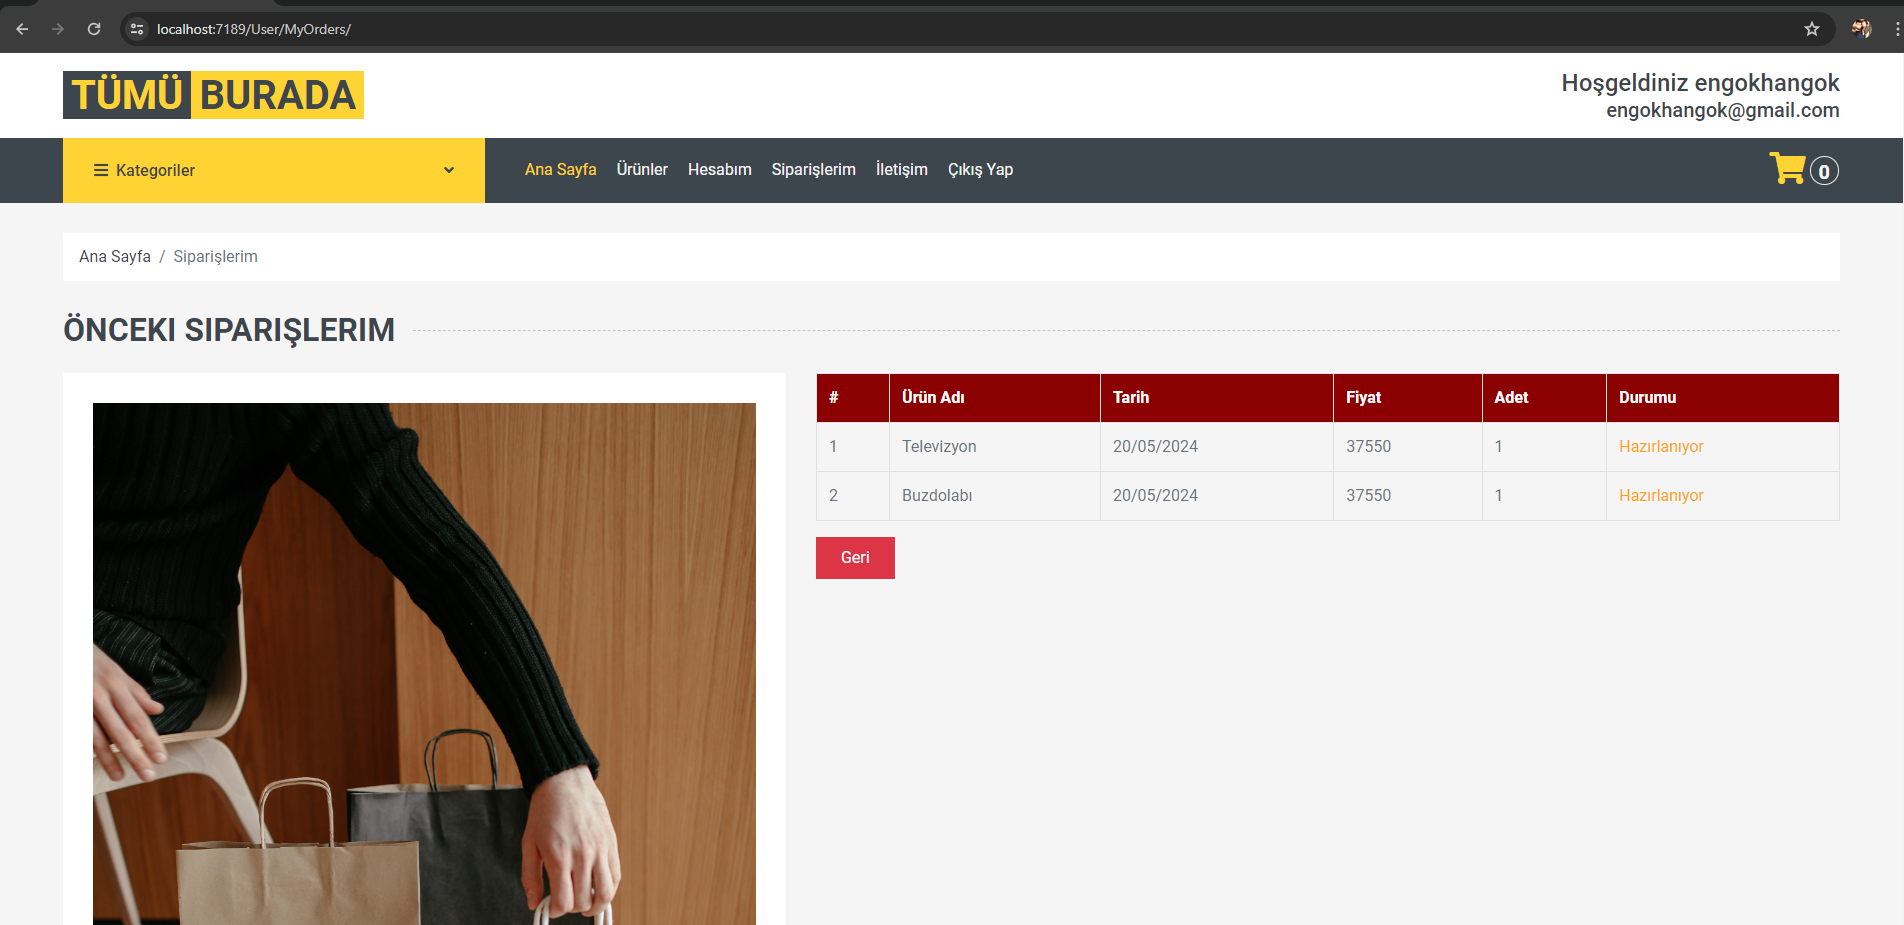 localhost:7189/User/MyOrders/
TÜMÜ BURADA
Hoşgeldiniz engokhangok
engokhangok@gmail.com
Kategoriler
Ana Sayfa Ürünler Hesabım Siparişlerim İletişim Çıkış Yap
0
Ana Sayfa / Siparişlerim
ÖNCEKI SIPARIŞLERIM
# Ürün Adı Tarih Fiyat Adet Durumu
1 Televizyon 20/05/2024 37550 1 Hazırlanıyor
2 Buzdolabı 20/05/2024 37550 1 Hazırlanıyor
Geri